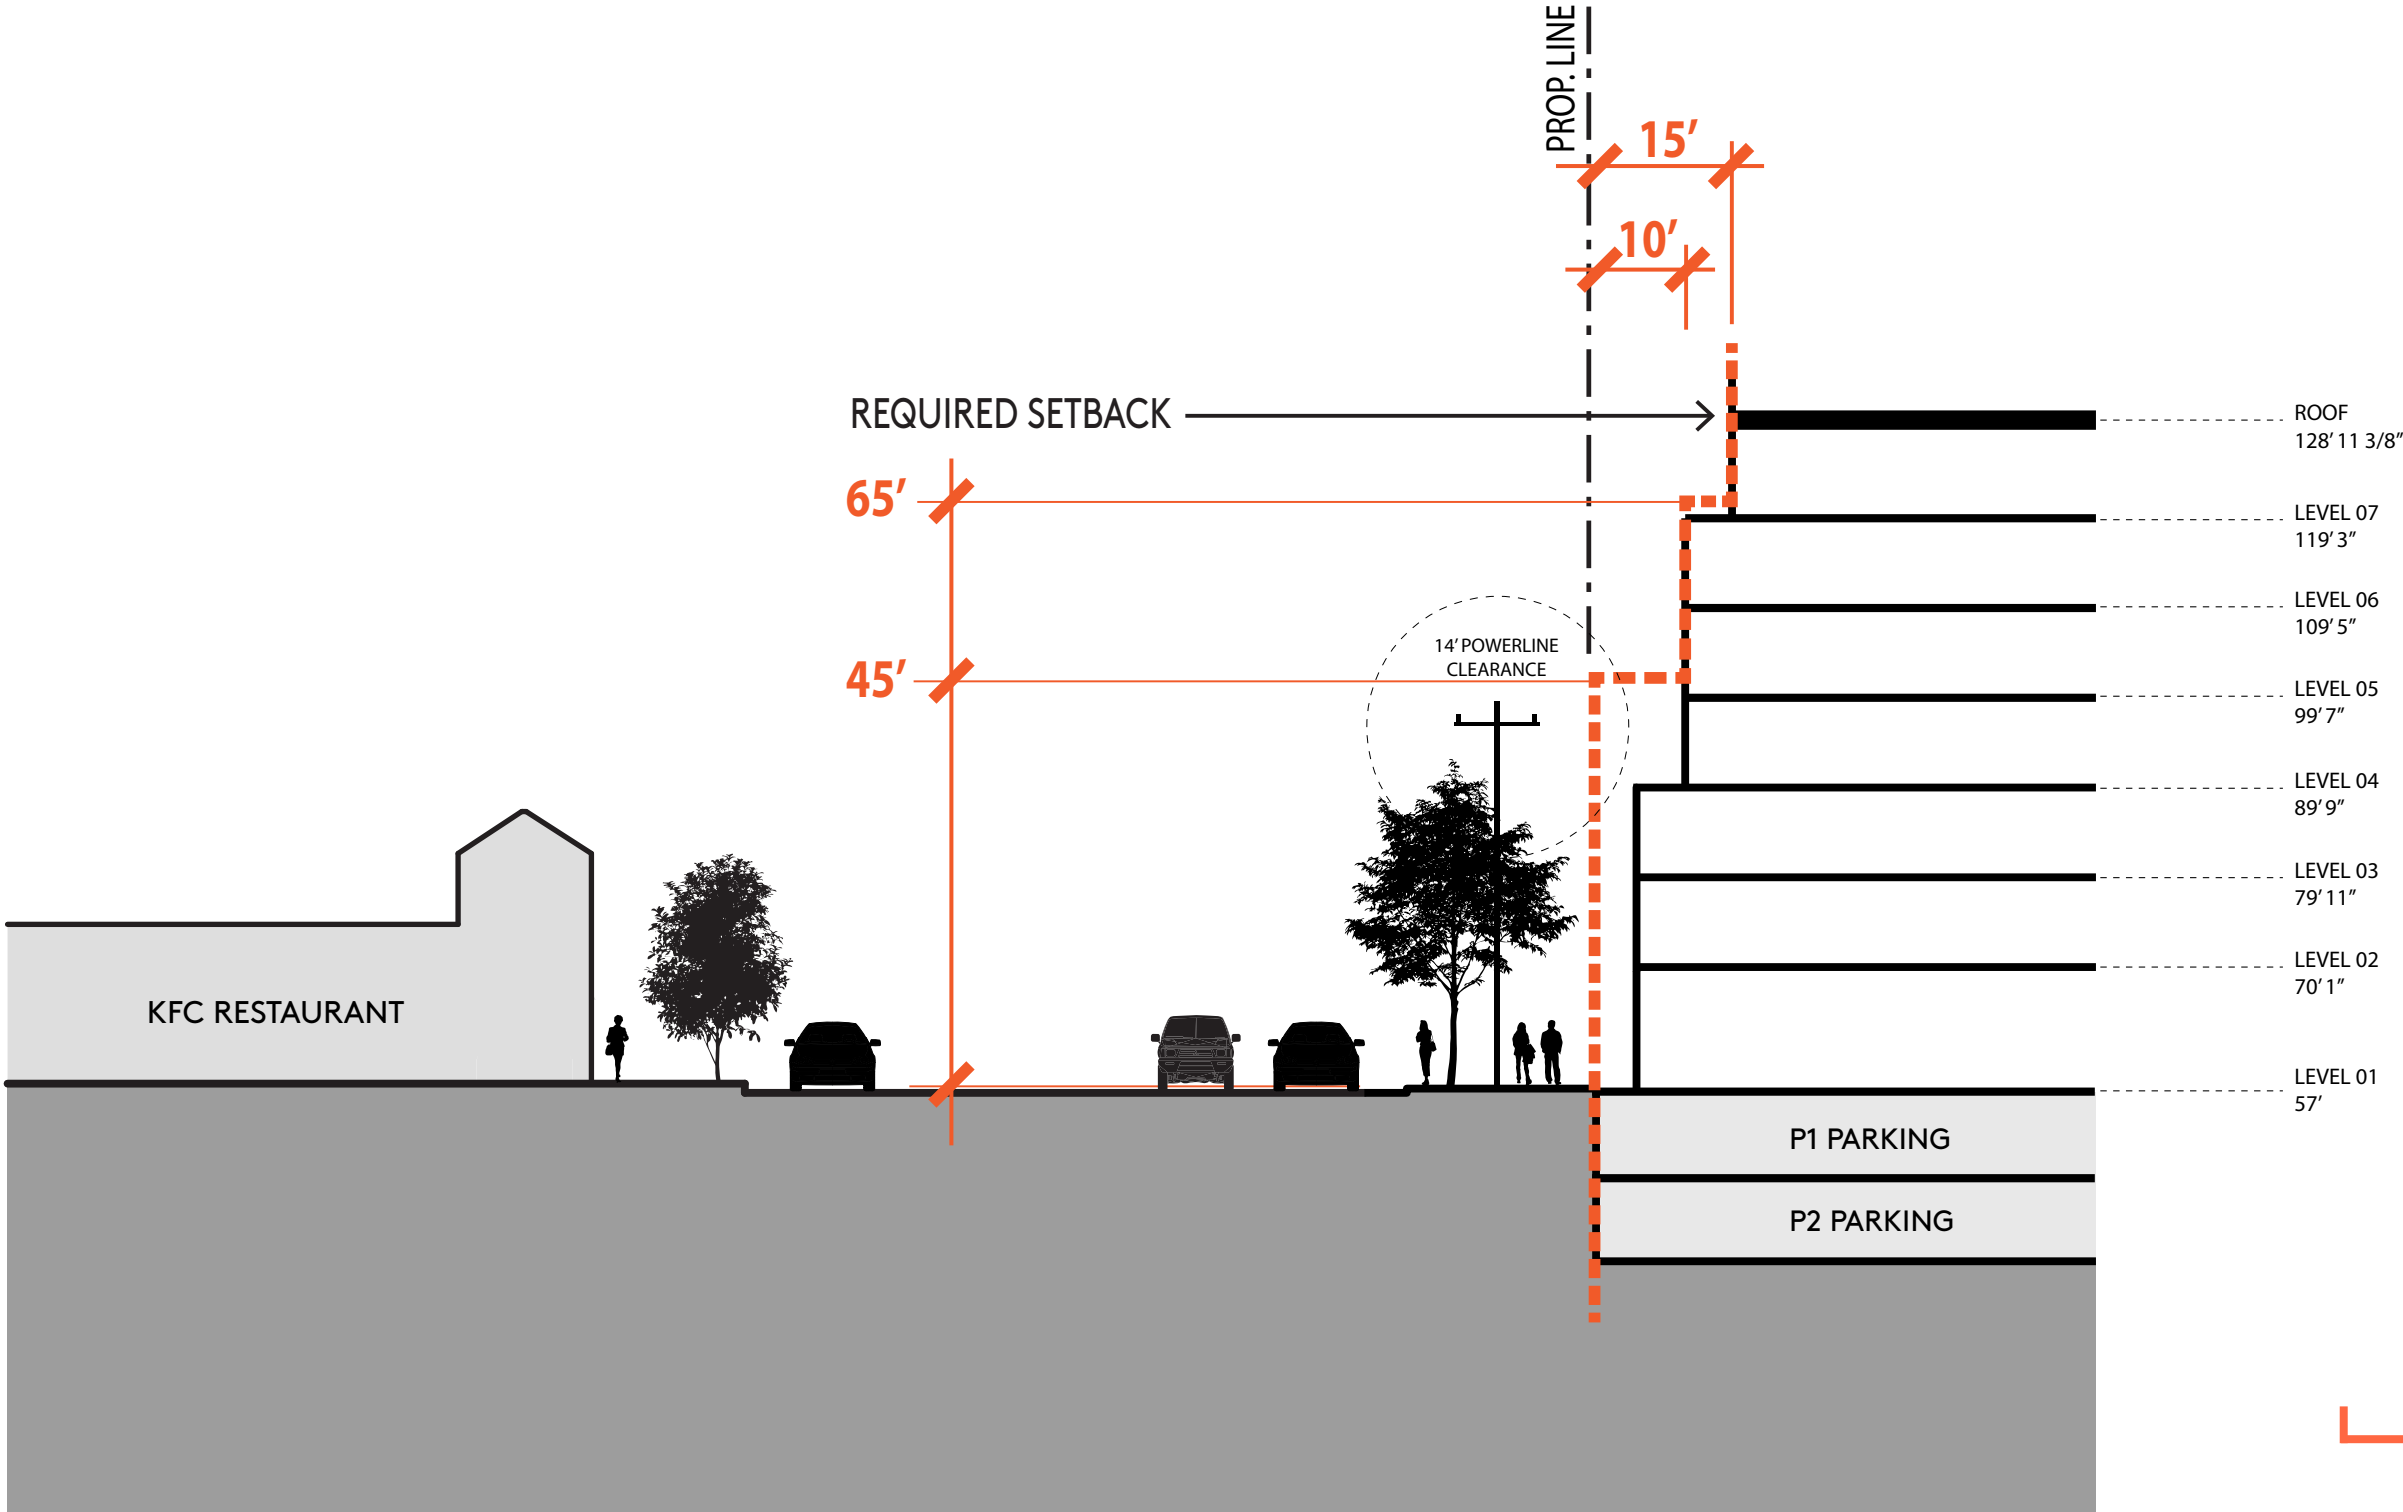 PROP. LINE
15’
10’
REQUIRED SETBACK
65’
45’
14’ POWERLINE
CLEARANCE
ROOF
128’ 11 3/8”
LEVEL 07
119’ 3”
LEVEL 06
109’ 5”
LEVEL 05
99’ 7”
LEVEL 04
89’ 9”
LEVEL 03
79’ 11”
LEVEL 02
70’ 1”
LEVEL 01
57’
KFC RESTAURANT
P1 PARKING
P2 PARKING